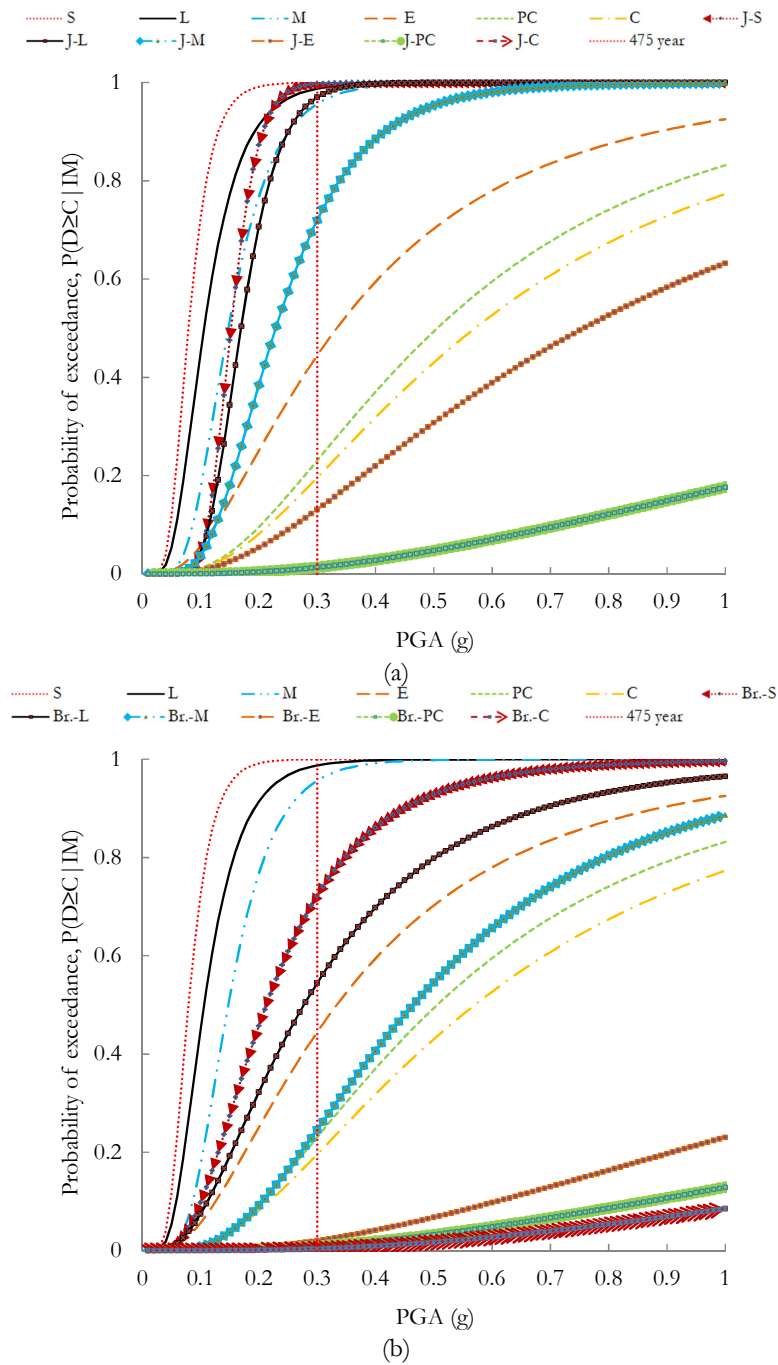 S L M E PC C J-S
J-L J-M J-E J-PC J-C 475 year
1
0.8
0.6
0.4
0.2
0
Probability of exceedance, P(D≥C | IM)
0 0.1 0.2 0.3 0.4 0.5 0.6 0.7 0.8 0.9 1
PGA (g)
(a)
S L M E PC C Br.-S
Br.-L Br.-M Br.-E Br.-PC Br.-C 475 year
1
0.8
0.6
0.4
0.2
0
Probability of exceedance, P(D≥C | IM)
0 0.1 0.2 0.3 0.4 0.5 0.6 0.7 0.8 0.9 1
PGA (g)
(b)